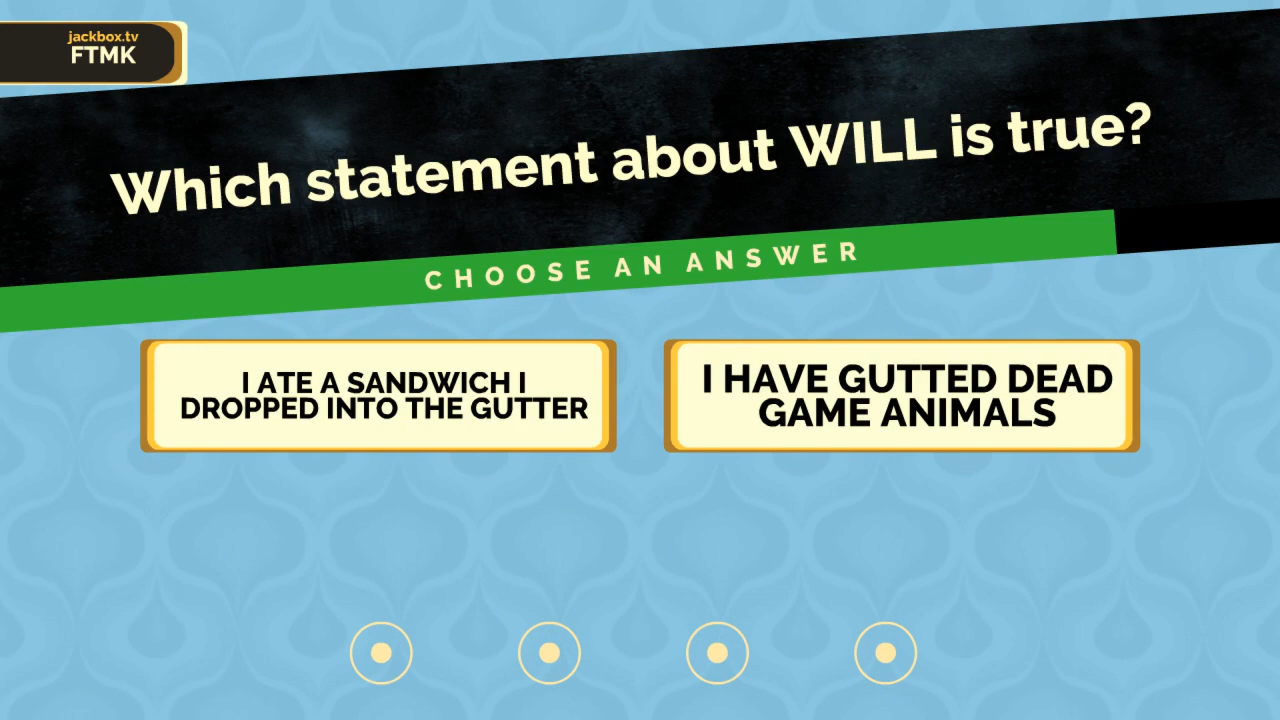 jackbox.tv
FTMK
Which statement about WILL is true?
CHOOSE AN ANSWER
I ATE A SANDWICH I
DROPPED INTO THE GUTTER
I HAVE GUTTED DEAD
GAME ANIMALS